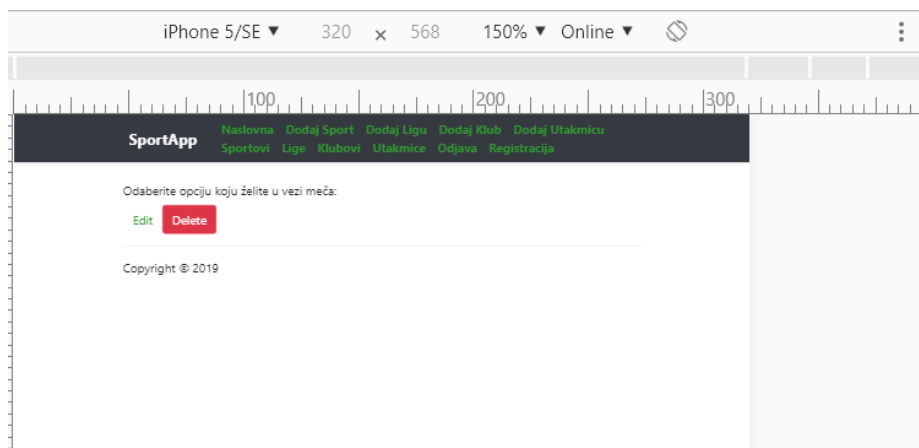 iPhone 5/SE ▼ 320 × 568 150% ▼ Online ▼
100 200 300
SportApp
Naslovna Dodaj Sport Dodaj Ligu Dodaj Klub Dodaj Utakmicu
Sportovi Lige Klubovi Utakmice Odjava Registracija
Odaberite opciju koju želite u vezi meča:
Edit Delete
Copyright © 2019